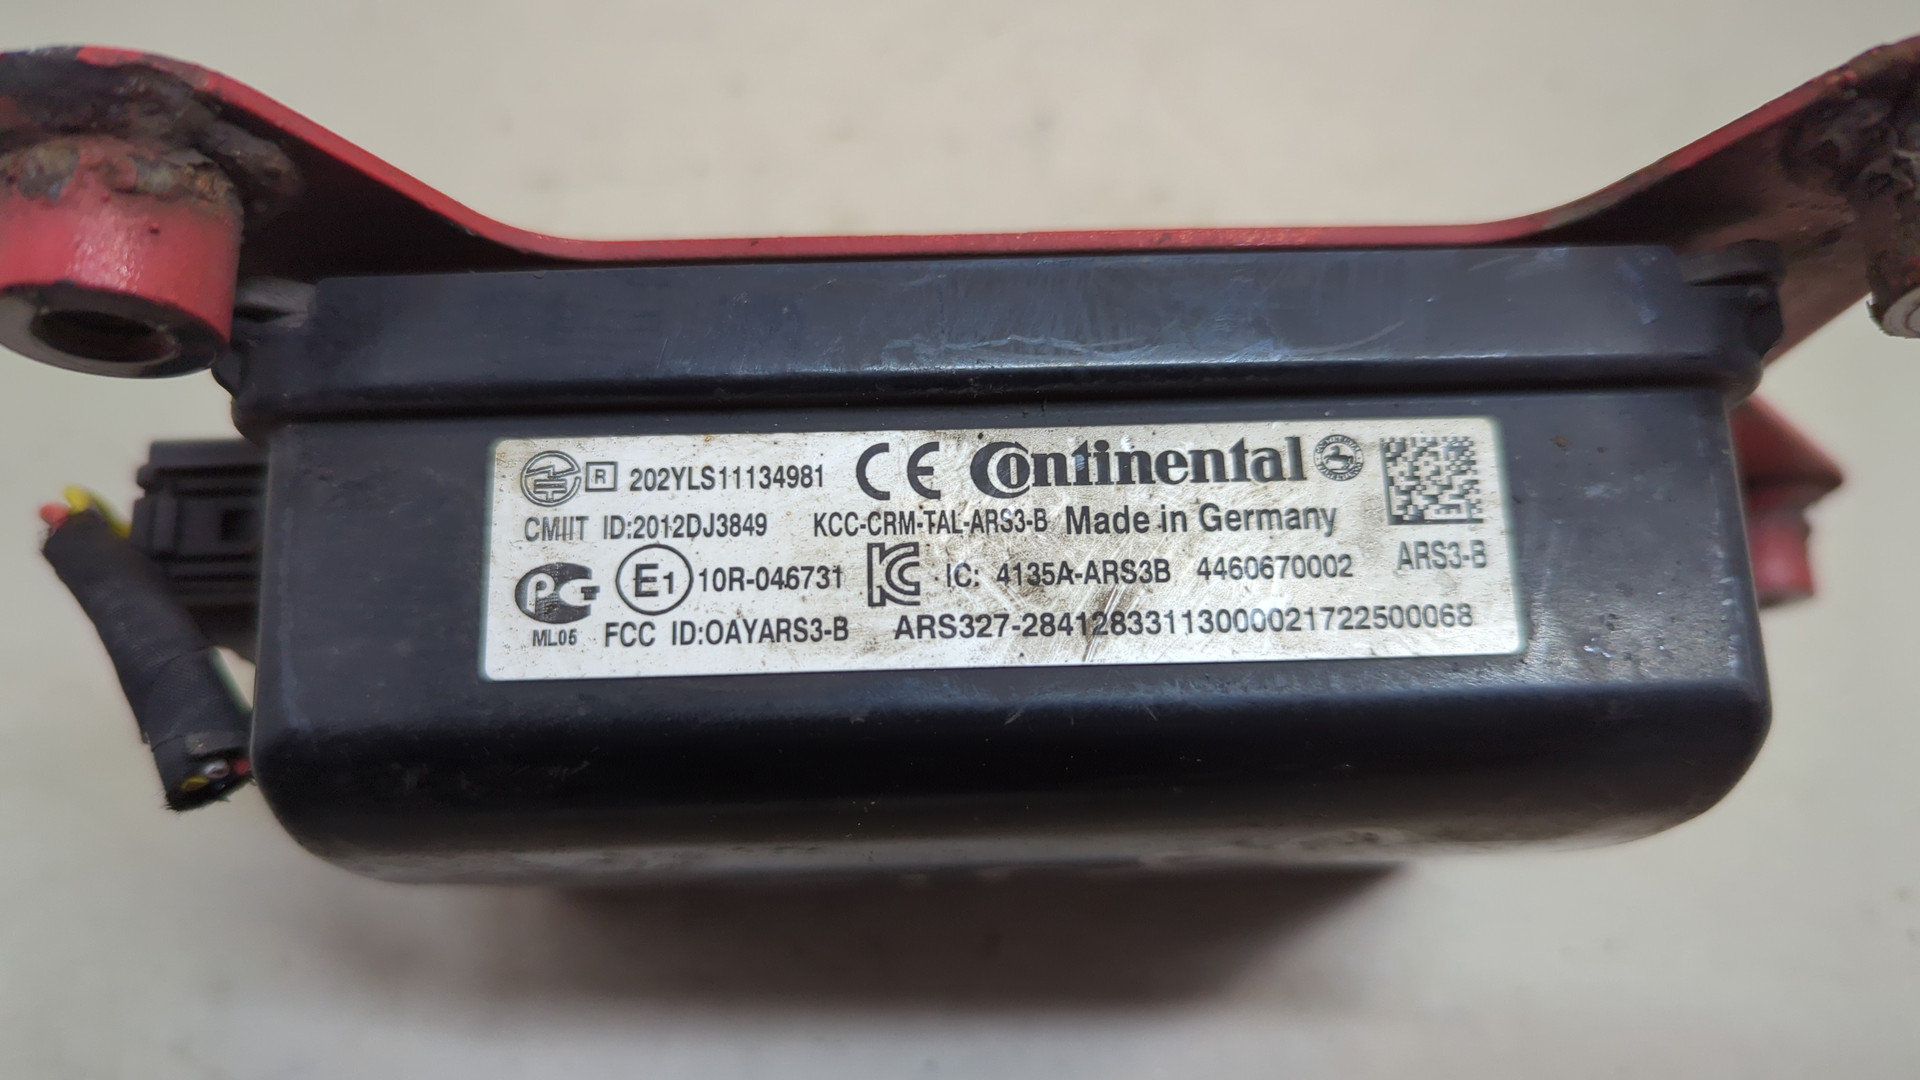 R 202YLS11134981 CE Continental
CMIIT ID:2012DJ3849 KCC-CRM-TAL-ARS3-B Made in Germany
E1 10R-046731 IC: 4135A-ARS3B 4460670002 ARS3-B
ML05 FCC ID:OAYARS3-B ARS327-28412833113000021722500068